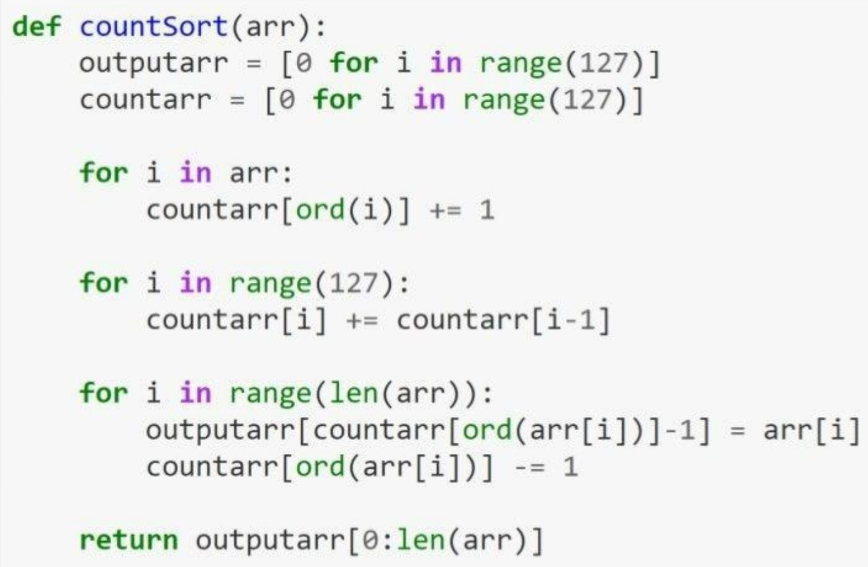 def countSort(arr):
    outputarr = [0 for i in range(127)]
    countarr = [0 for i in range(127)]

    for i in arr:
        countarr[ord(i)] += 1

    for i in range(127):
        countarr[i] += countarr[i-1]

    for i in range(len(arr)):
        outputarr[countarr[ord(arr[i])]-1] = arr[i]
        countarr[ord(arr[i])] -= 1

    return outputarr[0:len(arr)]